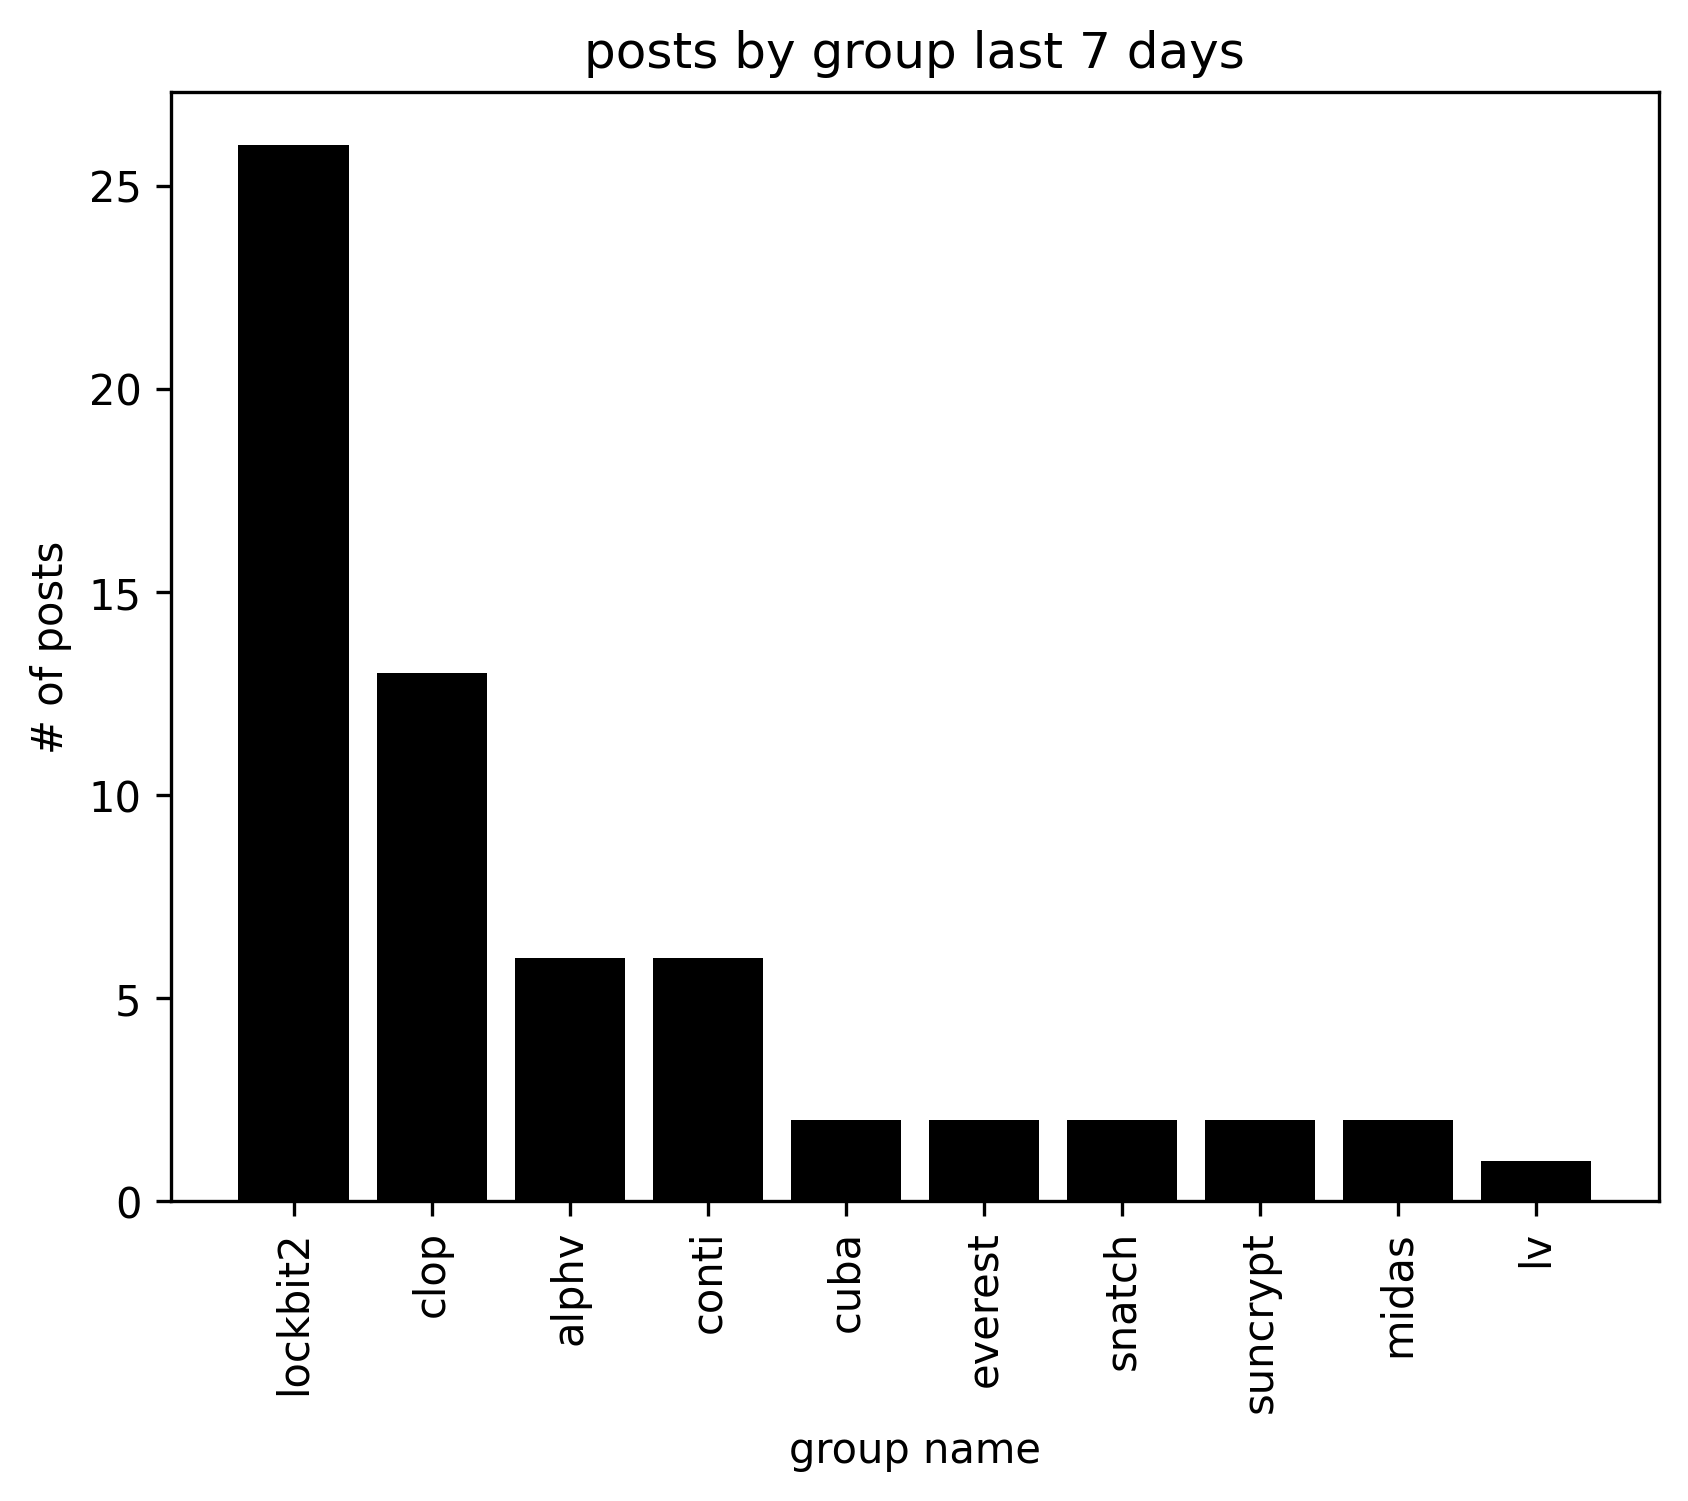 posts by group last 7 days
25
20
15
10
5
0
# of posts
lockbit2
clop
alphv
conti
cuba
everest
snatch
suncrypt
midas
lv
group name